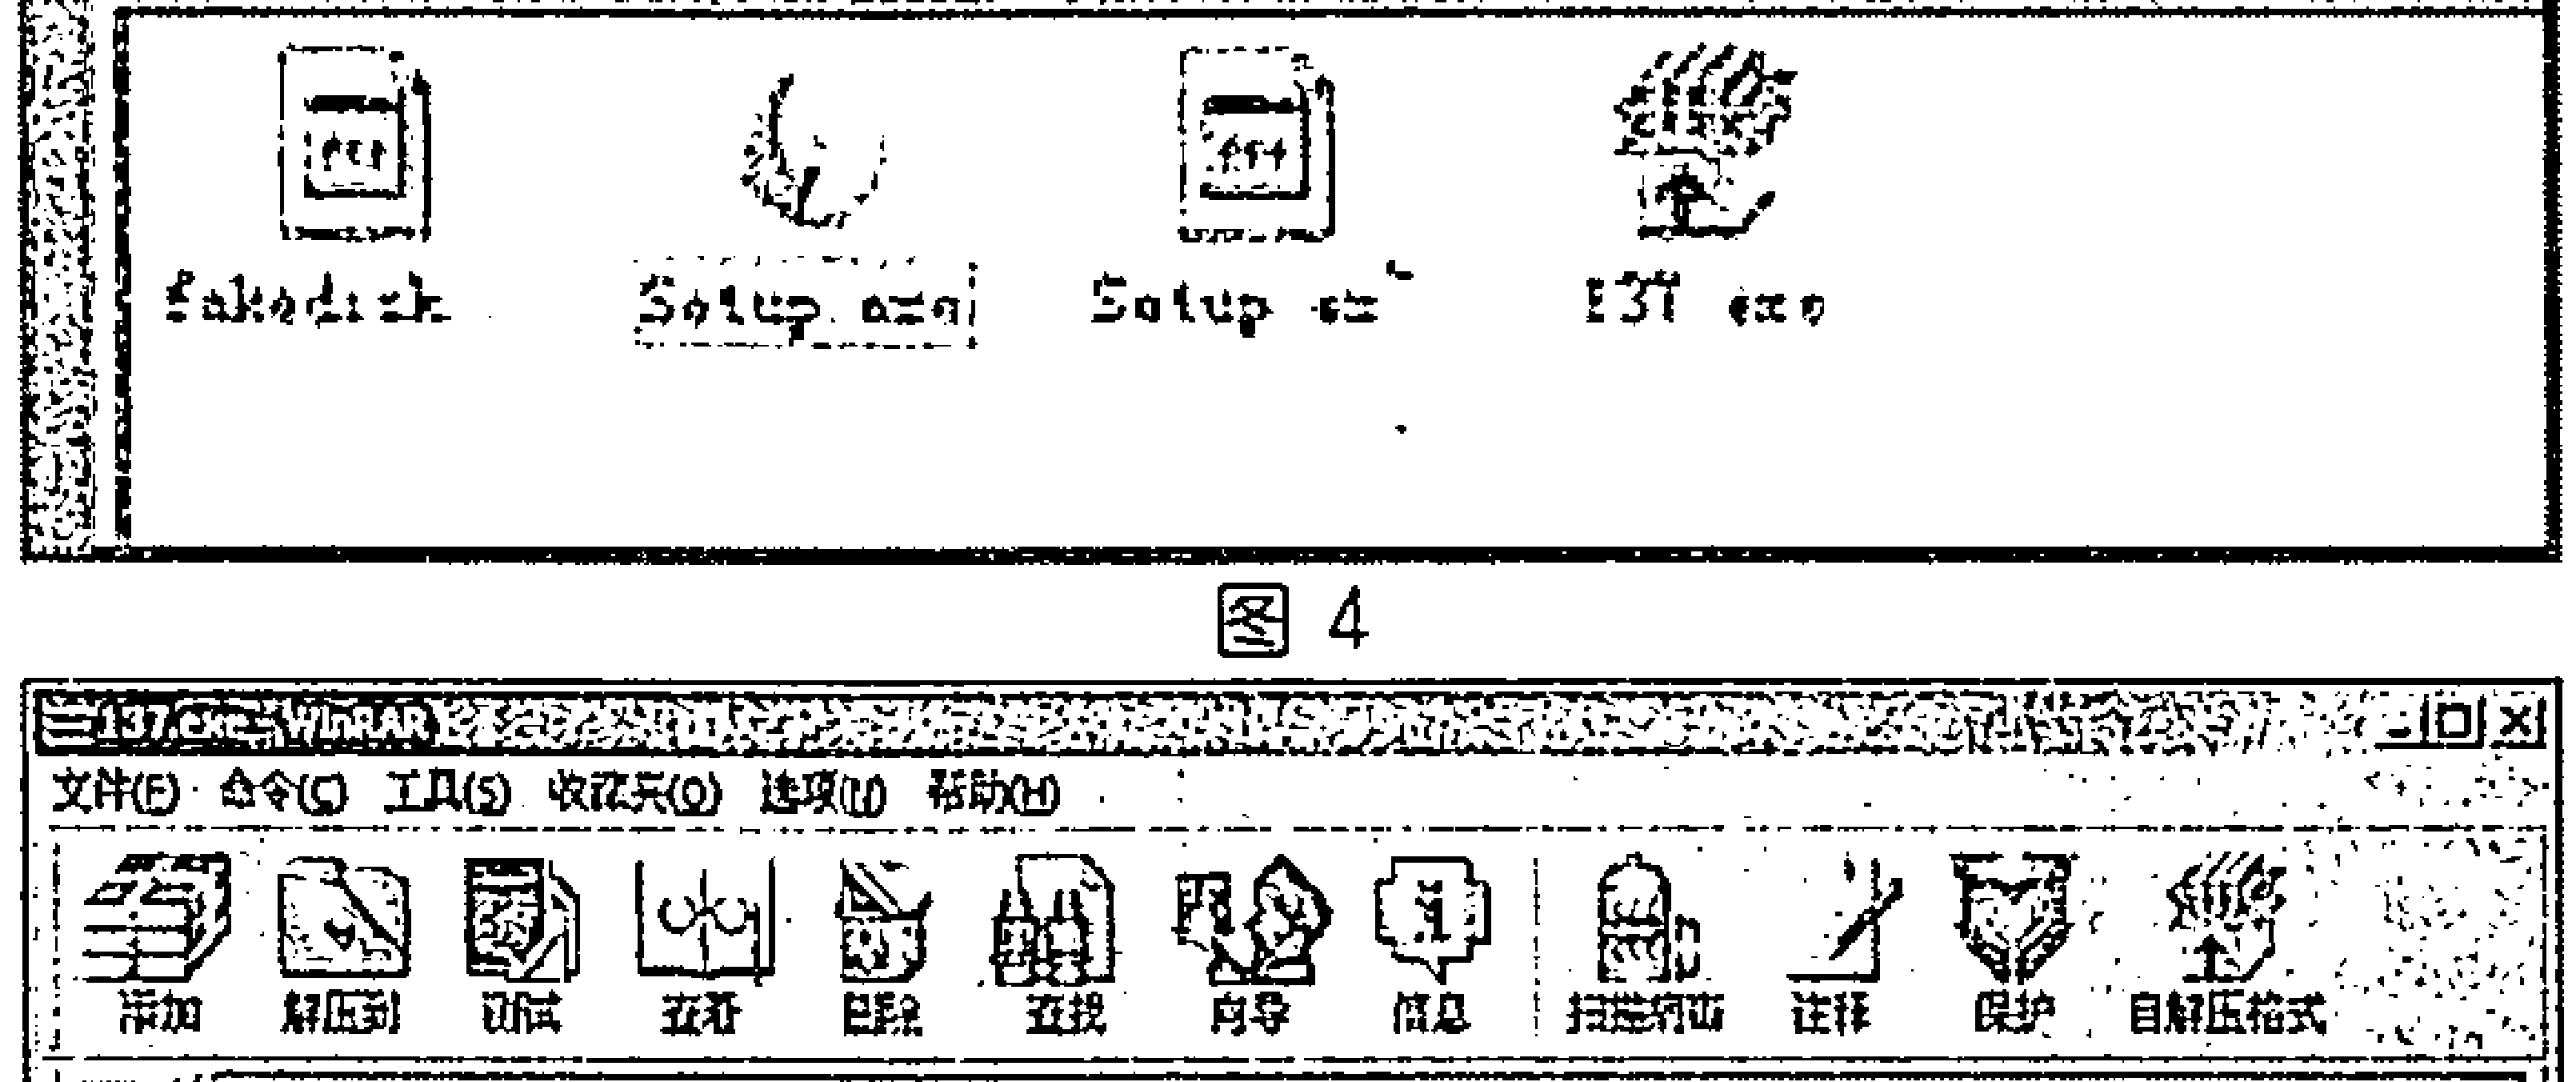 fakedisk
Setup exe
Setup ex
137 exe
图 4
137.exe - WinRAR
文件(F) 命令(C) 工具(S) 收藏夹(O) 选项(N) 帮助(H)
添加 解压到 测试 查看 删除 查找 向导 信息 扫描病毒 注释 保护 自解压格式